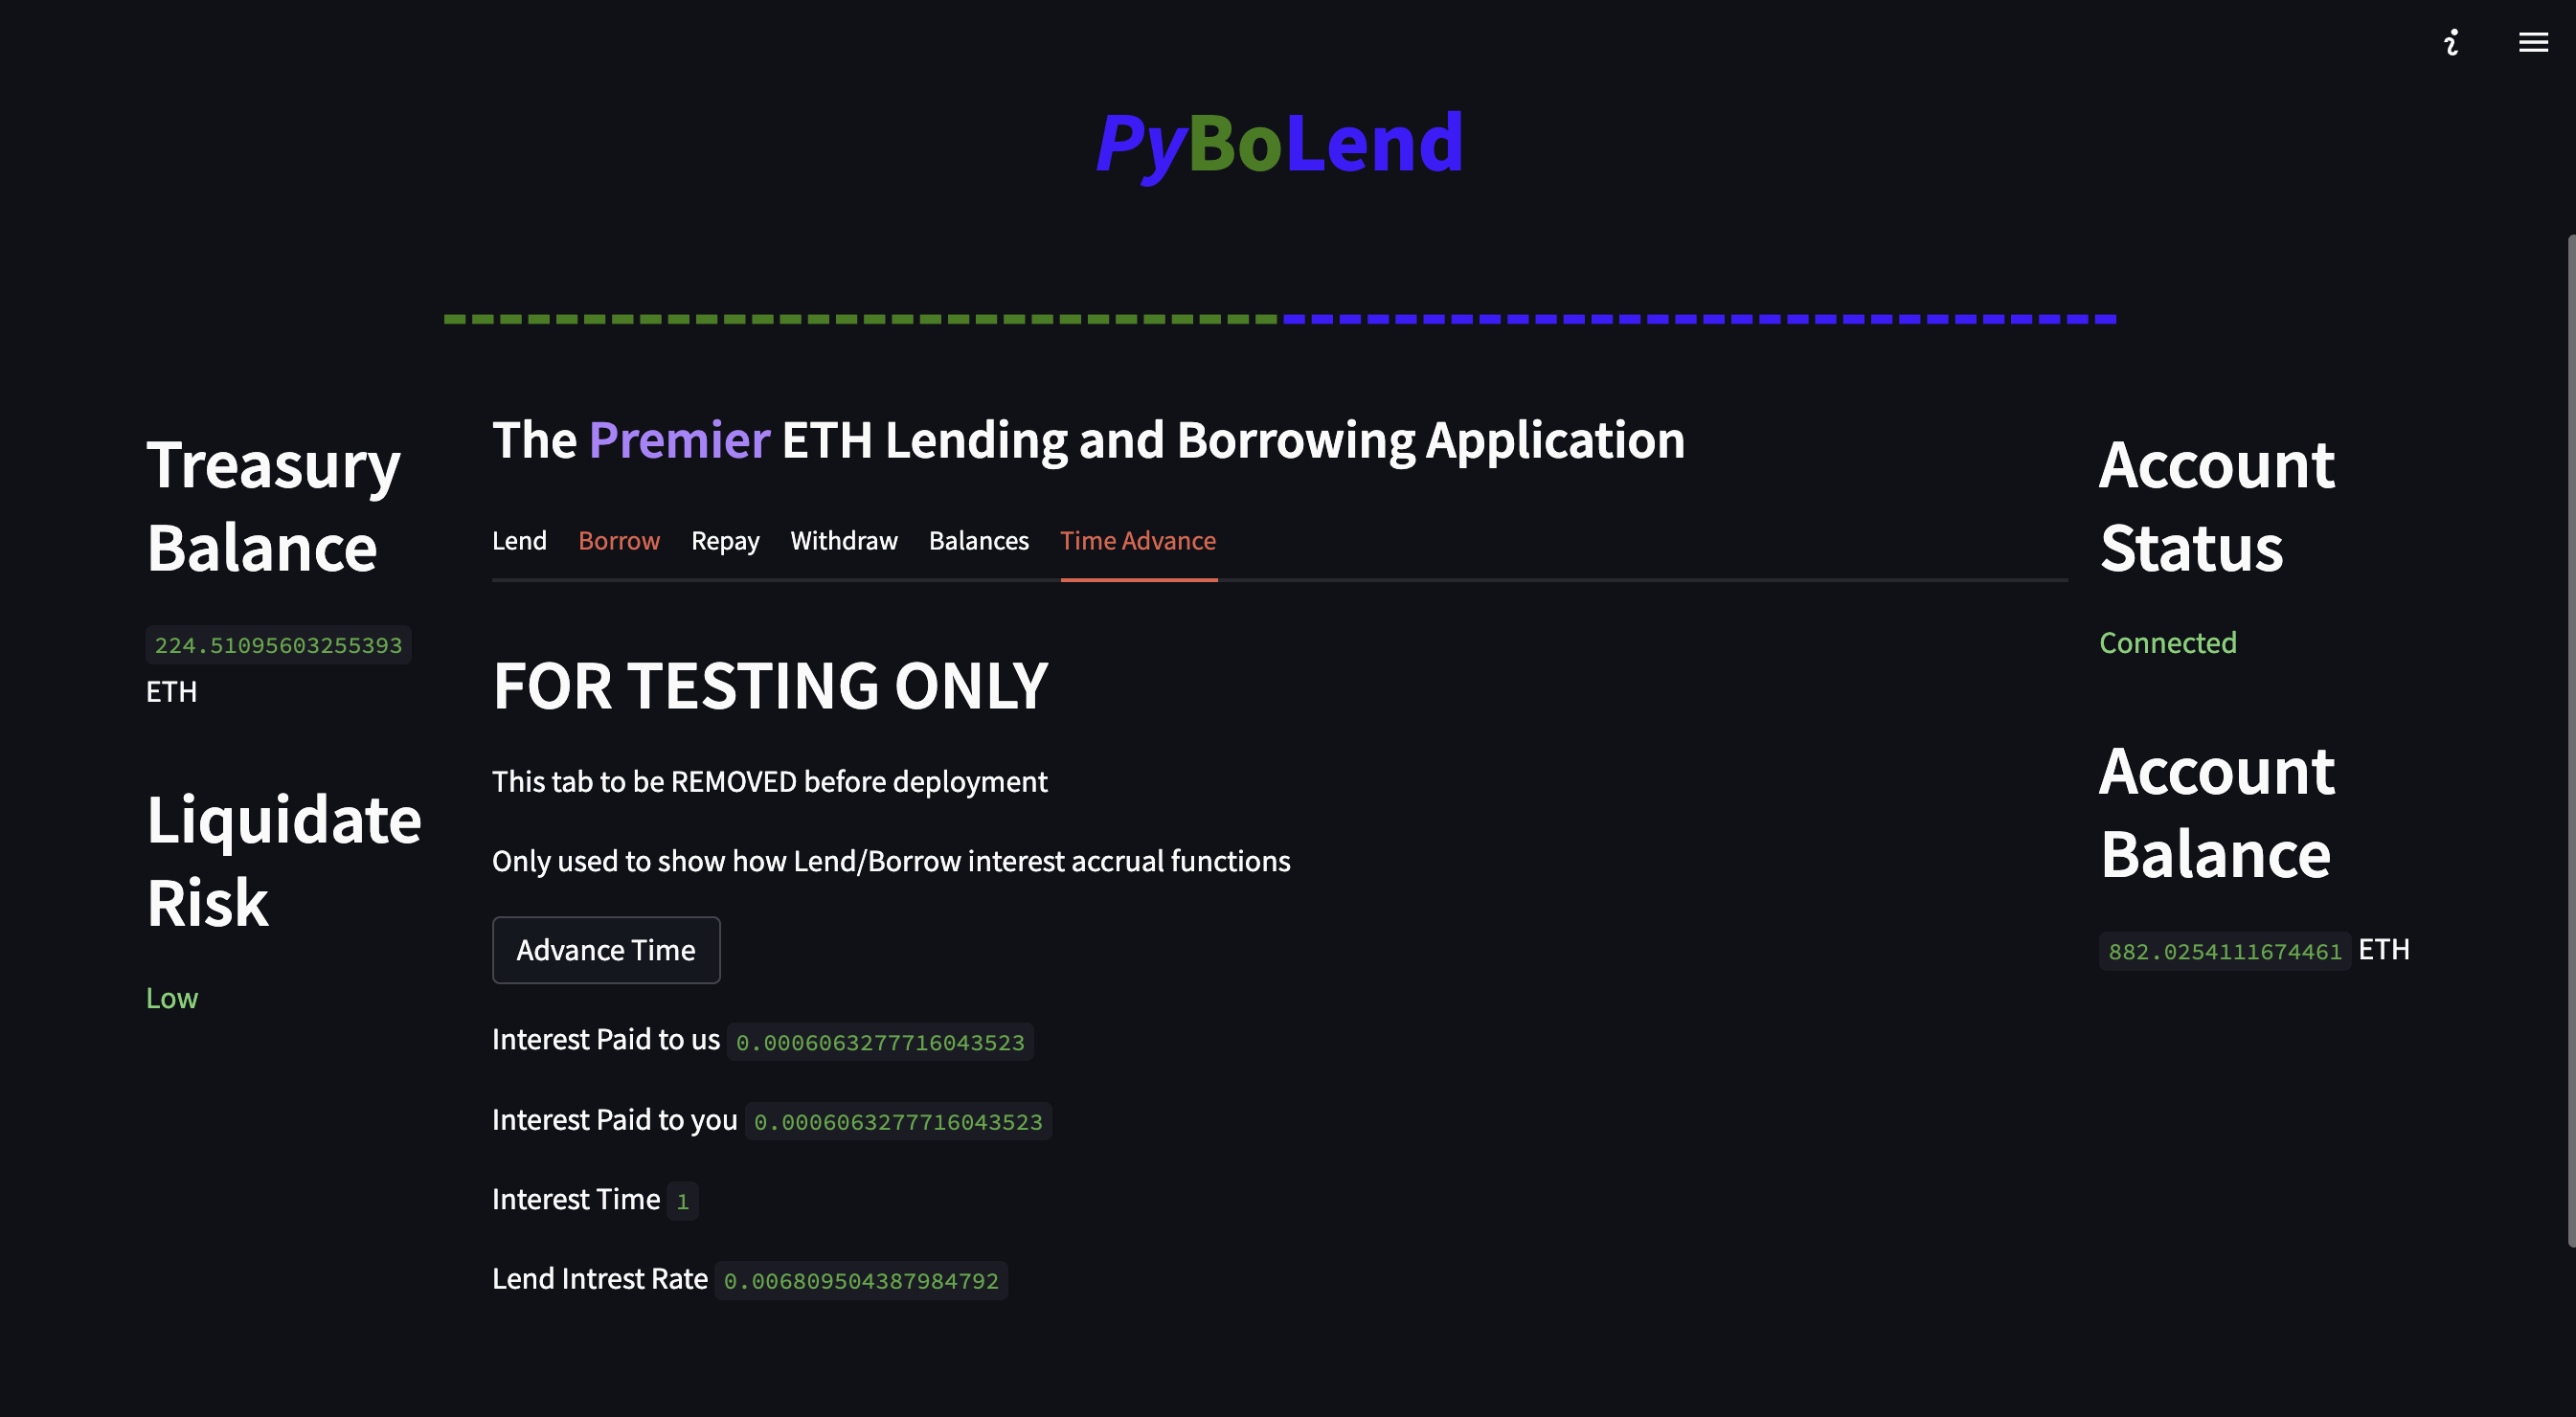 PyBoLend
Treasury
Balance
224.51095603255393
ETH
Liquidate
Risk
Low
The Premier ETH Lending and Borrowing Application
Lend Borrow Repay Withdraw Balances Time Advance
FOR TESTING ONLY
This tab to be REMOVED before deployment
Only used to show how Lend/Borrow interest accrual functions
Advance Time
Interest Paid to us 0.0006063277716043523
Interest Paid to you 0.0006063277716043523
Interest Time 1
Lend Intrest Rate 0.006809504387984792
Account
Status
Connected
Account
Balance
882.0254111674461 ETH